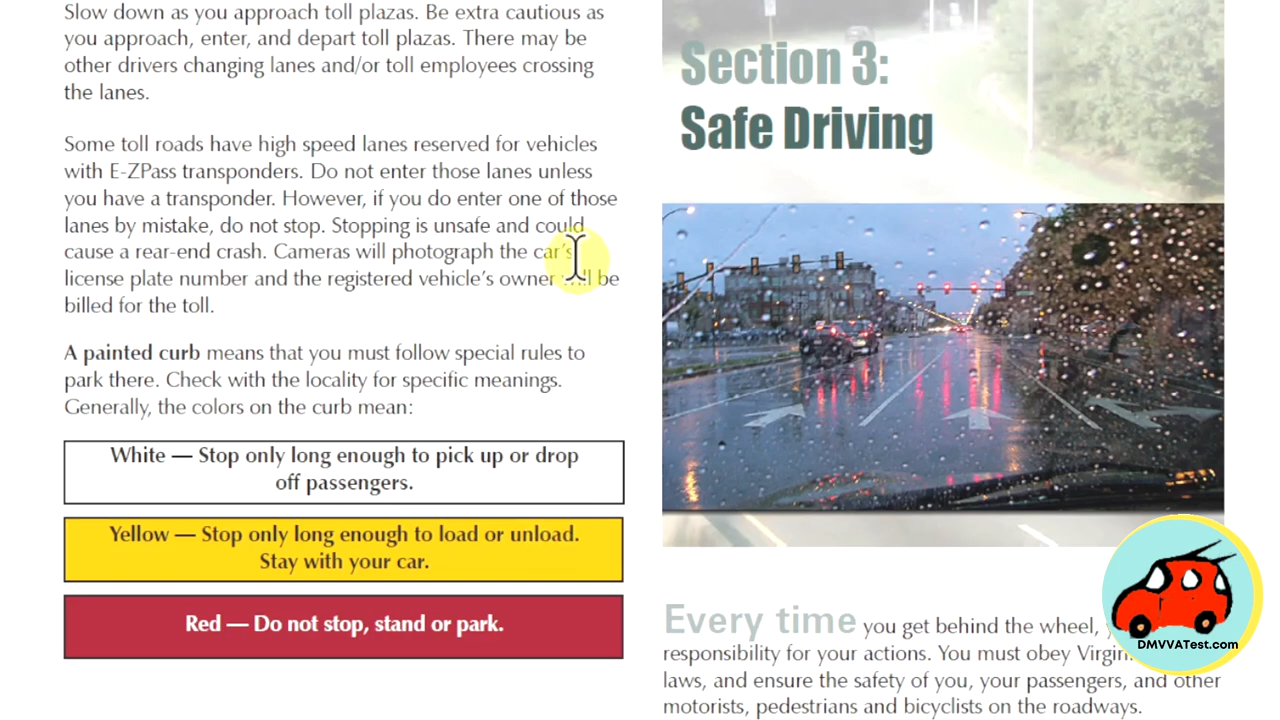 Slow down as you approach toll plazas. Be extra cautious as
you approach, enter, and depart toll plazas. There may be
other drivers changing lanes and/or toll employees crossing
the lanes.
Some toll roads have high speed lanes reserved for vehicles
with E-ZPass transponders. Do not enter those lanes unless
you have a transponder. However, if you do enter one of those
lanes by mistake, do not stop. Stopping is unsafe and could
cause a rear-end crash. Cameras will photograph the car's
license plate number and the registered vehicle's owner will be
billed for the toll.
A painted curb means that you must follow special rules to
park there. Check with the locality for specific meanings.
Generally, the colors on the curb mean:
White — Stop only long enough to pick up or drop
off passengers.
Yellow — Stop only long enough to load or unload.
Stay with your car.
Red — Do not stop, stand or park.
Section 3:
Safe Driving
Every time you get behind the wheel,
responsibility for your actions. You must obey
laws, and ensure the safety of you, your passengers, and other
motorists, pedestrians and bicyclists on the roadways.
DMVVATest.com